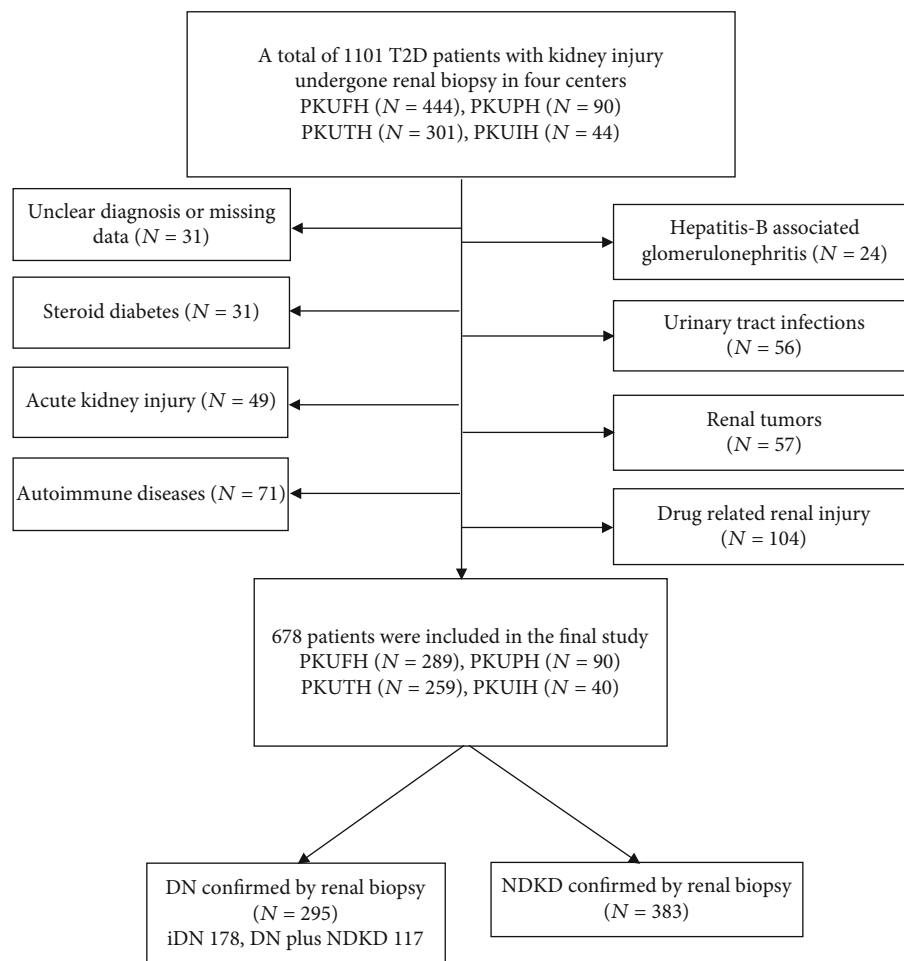 A total of 1101 T2D patients with kidney injury
undergone renal biopsy in four centers
PKUFH (N = 444), PKUPH (N = 90)
PKUTH (N = 301), PKUIH (N = 44)
Unclear diagnosis or missing
data (N = 31)
Hepatitis-B associated
glomerulonephritis (N = 24)
Steroid diabetes (N = 31)
Urinary tract infections
(N = 56)
Acute kidney injury (N = 49)
Renal tumors
(N = 57)
Autoimmune diseases (N = 71)
Drug related renal injury
(N = 104)
678 patients were included in the final study
PKUFH (N = 289), PKUPH (N = 90)
PKUTH (N = 259), PKUIH (N = 40)
DN confirmed by renal biopsy
(N = 295)
iDN 178, DN plus NDKD 117
NDKD confirmed by renal biopsy
(N = 383)